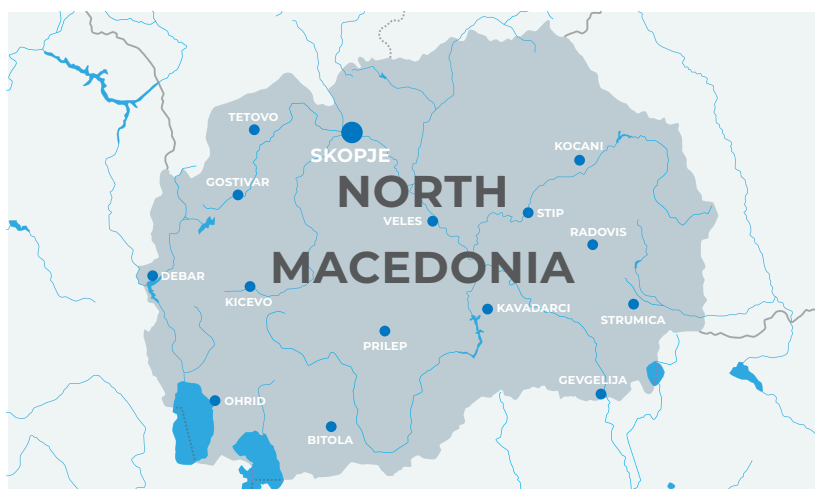 TETOVO
SKOPJE
KOCANI
GOSTIVAR
NORTH
VELES
STIP
RADOVIS
MACEDONIA
DEBAR
KICEVO
KAVADARCI
STRUMICA
PRILEP
GEVGELIJA
OHRID
BITOLA